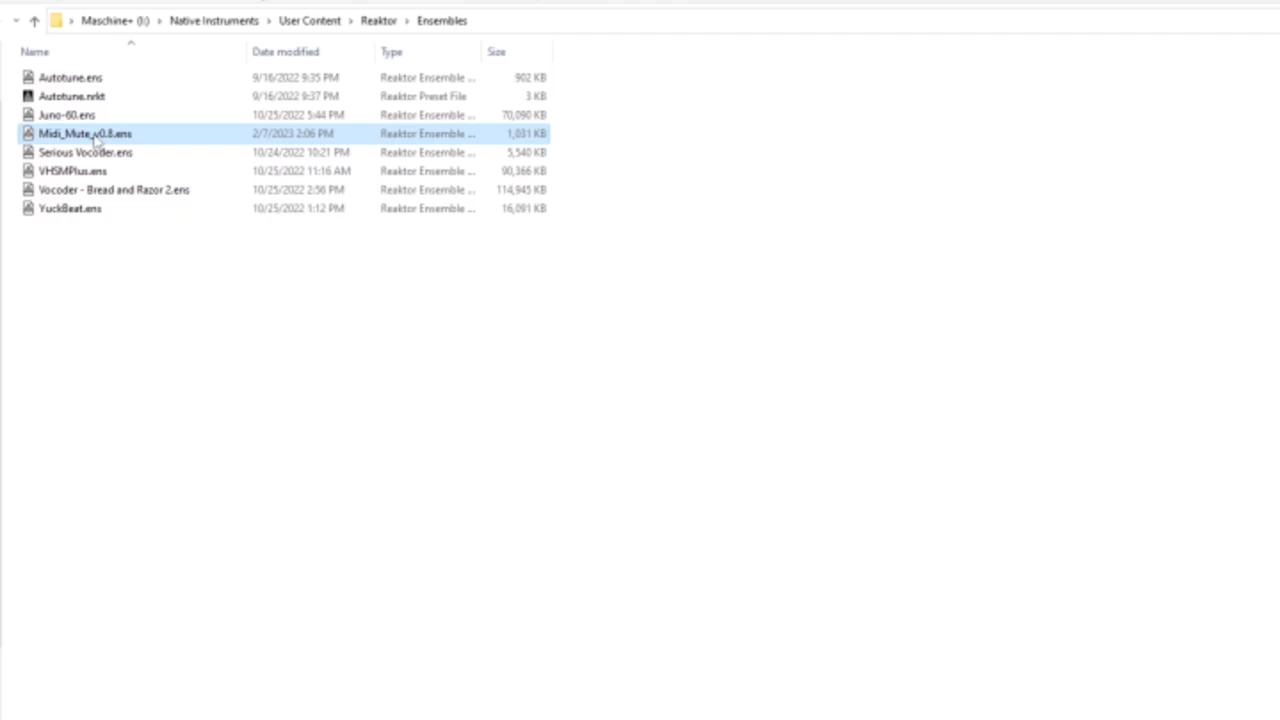 Maschine+ (I:) > Native Instruments > User Content > Reaktor > Ensembles
Name Date modified Type Size
Autotune.ens 9/16/2022 9:35 PM Reaktor Ensemble ... 902 KB
Autotune.nrkt 9/16/2022 9:37 PM Reaktor Preset File 3 KB
Juno-60.ens 10/25/2022 5:44 PM Reaktor Ensemble ... 70,090 KB
Midi_Mute_v0.8.ens 2/7/2023 2:06 PM Reaktor Ensemble ... 1,031 KB
Serious Vocoder.ens 10/24/2022 10:21 PM Reaktor Ensemble ... 5,540 KB
VHSMPlus.ens 10/25/2022 11:16 AM Reaktor Ensemble ... 90,366 KB
Vocoder - Bread and Razor 2.ens 10/25/2022 2:56 PM Reaktor Ensemble ... 114,945 KB
YuckBeat.ens 10/25/2022 1:12 PM Reaktor Ensemble ... 16,091 KB